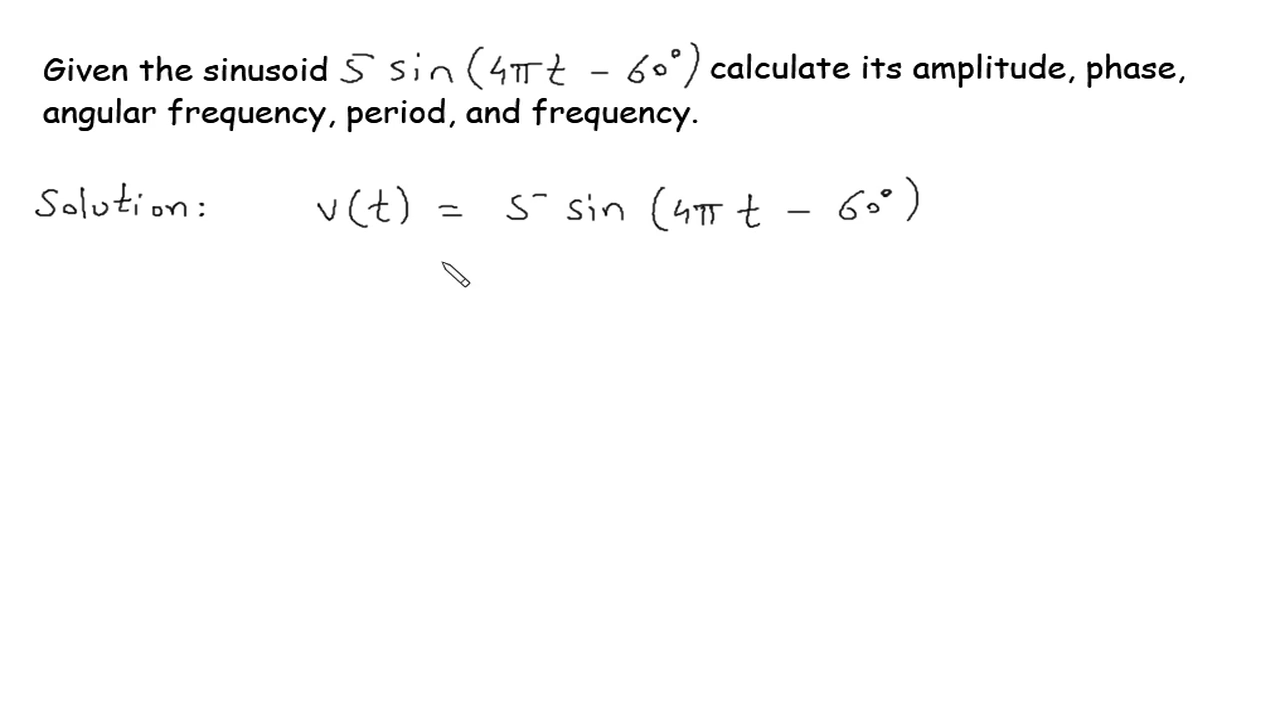 Given the sinusoid 5 sin(4πt - 60°) calculate its amplitude, phase,
angular frequency, period, and frequency.
Solution: v(t) = 5 sin (4π t - 60°)